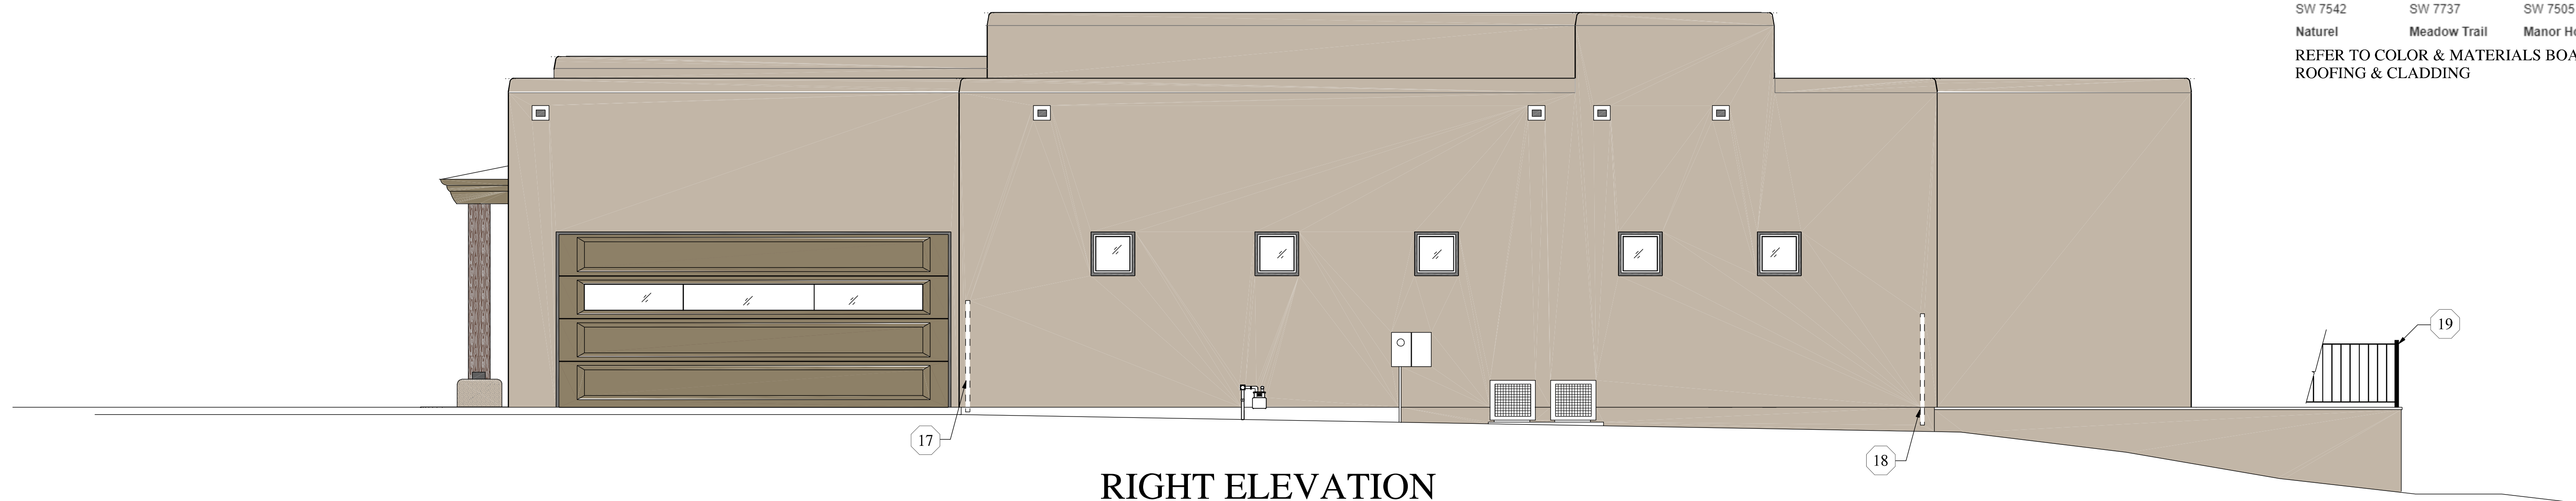 SW 7542 SW 7737 SW 7505
Naturel Meadow Trail Manor
REFER TO COLOR & MATERIALS
ROOFING & CLADDING
19
17
18
RIGHT ELEVATION